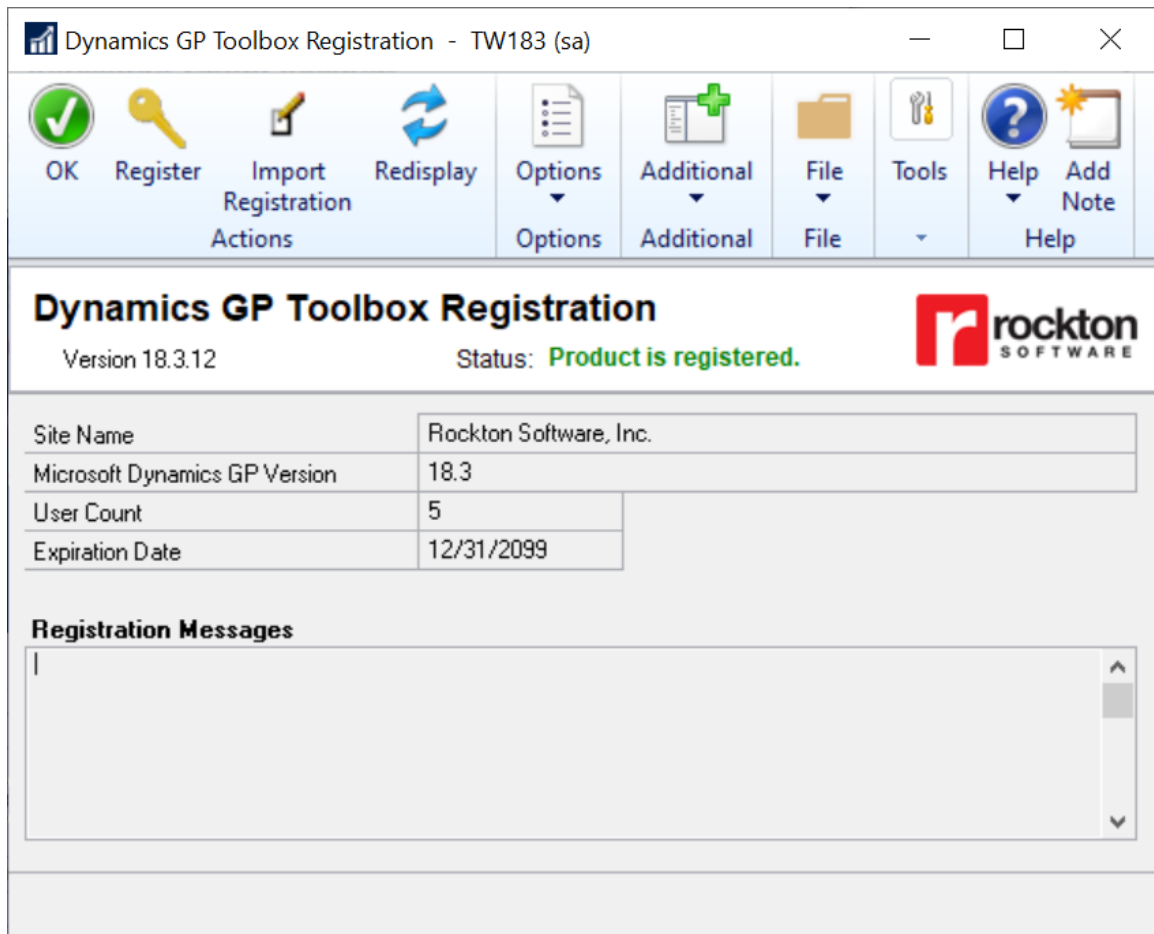 Dynamics GP Toolbox Registration - TW183 (sa)
OK Register Import Registration Redisplay Options Additional File Tools Help Add Note
Actions Options Additional File Help
Dynamics GP Toolbox Registration
Version 18.3.12 Status: Product is registered.
rockton
SOFTWARE
Site Name Rockton Software, Inc.
Microsoft Dynamics GP Version 18.3
User Count 5
Expiration Date 12/31/2099
Registration Messages